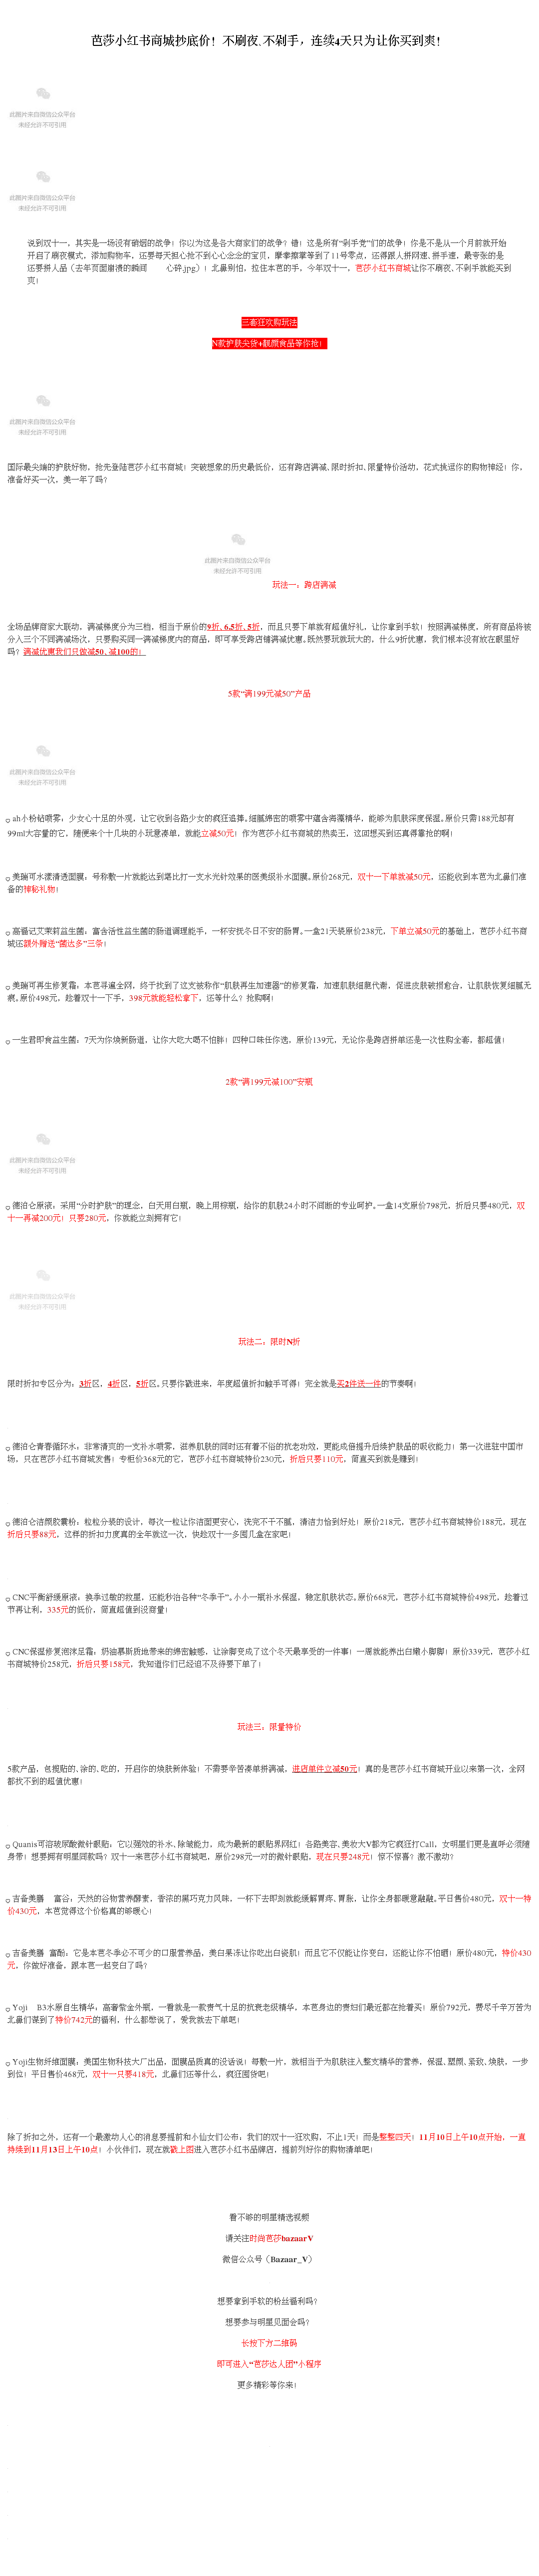 芭莎小红书商城抄底价！不刷夜、不剁手，连续4天只为让你买到爽！
此图片来自微信公众平台
未经允许不可引用
此图片来自微信公众平台
未经允许不可引用
说到双十一，其实是一场没有硝烟的战争！你以为这是各大商家们的战争？错！这是所有“剁手党”们的战争！你是不是从一个月前就开始
开启了刷夜模式，添加购物车，还要每天担心抢不到心心念念的宝贝，摩拳擦掌等到了11号零点，还得跟人拼网速、拼手速，最夸张的是
还要拼人品（去年页面崩溃的瞬间 心碎.jpg）！北鼻别怕，拉住本芭的手，今年双十一，芭莎小红书商城让你不刷夜、不剁手就能买到
爽！
三套狂欢购玩法
N款护肤尖货+靓颜食品等你抢！
此图片来自微信公众平台
未经允许不可引用
国际最尖端的护肤好物，抢先登陆芭莎小红书商城！突破想象的历史最低价，还有跨店满减、限时折扣、限量特价活动，花式挑逗你的购物神经！你，
准备好买一次，美一年了吗？
此图片来自微信公众平台
未经允许不可引用
玩法一：跨店满减
全场品牌商家大联动，满减梯度分为三档，相当于原价的9折、6.5折、5折，而且只要下单就有超值好礼，让你拿到手软！按照满减梯度，所有商品将被
分入三个不同满减场次，只要购买同一满减梯度内的商品，即可享受跨店铺满减优惠。既然要玩就玩大的，什么9折优惠，我们根本没有放在眼里好
吗？满减优惠我们只做减50、减100的！
5款“满199元减50”产品
此图片来自微信公众平台
未经允许不可引用
ah小粉钻喷雾，少女心十足的外观，让它收到各路少女的疯狂追捧。细腻绵密的喷雾中蕴含海藻精华，能够为肌肤深度保湿。原价只需188元却有
99ml大容量的它，随便来个十几块的小玩意凑单，就能立减50元！作为芭莎小红书商城的热卖王，这回想买到还真得靠抢的啊！
美瑞可水漾清透面膜：号称敷一片就能达到堪比打一支水光针效果的医美级补水面膜。原价268元，双十一下单就减50元，还能收到本芭为北鼻们准
备的神秘礼物！
高循记艾茉莉益生菌：富含活性益生菌的肠道调理能手，一杯安抚冬日不安的肠胃。一盒21天装原价238元，下单立减50元的基础上，芭莎小红书商
城还额外赠送“菌达多”三条！
美瑞可再生修复霜：本芭寻遍全网，终于找到了这支被称作“肌肤再生加速器”的修复霜，加速肌肤细胞代谢，促进皮肤破损愈合，让肌肤恢复细腻无
痕。原价498元，趁着双十一下手，398元就能轻松拿下，还等什么？抢购啊！
一生君即食益生菌：7天为你焕新肠道，让你大吃大喝不怕胖！四种口味任你选，原价139元，无论你是跨店拼单还是一次性购全套，都超值！
2款“满199元减100”安瓶
此图片来自微信公众平台
未经允许不可引用
德泊仑原液：采用“分时护肤”的理念，白天用白瓶，晚上用棕瓶，给你的肌肤24小时不间断的专业呵护。一盒14支原价798元，折后只要480元，双
十一再减200元！只要280元，你就能立刻拥有它！
此图片来自微信公众平台
未经允许不可引用
玩法二：限时N折
限时折扣专区分为：3折区，4折区，5折区。只要你戳进来，年度超值折扣触手可得！完全就是买2件送一件的节奏啊！
德泊仑青春循环水：非常清爽的一支补水喷雾，滋养肌肤的同时还有着不俗的抗老功效，更能成倍提升后续护肤品的吸收能力！第一次进驻中国市
场，只在芭莎小红书商城发售！专柜价368元的它，芭莎小红书商城特价230元，折后只要110元，简直买到就是赚到！
德泊仑洁颜胶囊粉：粒粒分装的设计，每次一粒让你洁面更安心，洗完不干不腻，清洁力恰到好处！原价218元，芭莎小红书商城特价188元，现在
折后只要88元，这样的折扣力度真的全年就这一次，快趁双十一多囤几盒在家吧！
CNC平衡舒缓原液：换季过敏的救星，还能秒治各种“冬季干”。小小一瓶补水保湿，稳定肌肤状态。原价668元，芭莎小红书商城特价498元，趁着过
节再让利，335元的低价，简直超值到没商量！
CNC保湿修复泡沫足霜：奶油慕斯质地带来的绵密触感，让涂脚变成了这个冬天最享受的一件事！一周就能养出白嫩小脚脚！原价339元，芭莎小红
书商城特价258元，折后只要158元，我知道你们已经迫不及待要下单了！
玩法三：限量特价
5款产品，包揽贴的、涂的、吃的，开启你的焕肤新体验！不需要辛苦凑单拼满减，进店单件立减50元！真的是芭莎小红书商城开业以来第一次，全网
都找不到的超值优惠！
Quanis可溶玻尿酸微针眼贴：它以强效的补水、除皱能力，成为最新的眼贴界网红！各路美容、美妆大V都为它疯狂打Call，女明星们更是直呼必须随
身带！想要拥有明星同款吗？双十一来芭莎小红书商城吧，原价298元一对的微针眼贴，现在只要248元！惊不惊喜？激不激动？
吉备美膳 富谷：天然的谷物营养酵素，香浓的黑巧克力风味，一杯下去即刻就能缓解胃疼、胃胀，让你全身都暖意融融。平日售价480元，双十一特
价430元，本芭觉得这个价格真的够暖心！
吉备美膳 富酚：它是本芭冬季必不可少的口服营养品，美白果冻让你吃出白瓷肌！而且它不仅能让你变白，还能让你不怕晒！原价480元，特价430
元，你做好准备，跟本芭一起变白了吗？
Yoji B3水原自生精华：高奢紫金外瓶，一看就是一款贵气十足的抗衰老级精华，本芭身边的贵妇们最近都在抢着买！原价792元，费尽千辛万苦为
北鼻们谋到了特价742元的福利，什么都憋说了，爱我就去下单吧！
Yoji生物纤维面膜：美国生物科技大厂出品，面膜品质真的没话说！每敷一片，就相当于为肌肤注入整支精华的营养，保湿、塑颜、紧致、焕肤，一步
到位！平日售价468元，双十一只要418元，北鼻们还等什么，疯狂囤货吧！
除了折扣之外，还有一个最激动人心的消息要提前和小仙女们公布：我们的双十一狂欢购，不止1天！而是整整四天！11月10日上午10点开始，一直
持续到11月13日上午10点！小伙伴们，现在就戳上图进入芭莎小红书品牌店，提前列好你的购物清单吧！
看不够的明星精选视频
请关注时尚芭莎bazaarV
微信公众号（Bazaar_V）
想要拿到手软的粉丝福利吗？
想要参与明星见面会吗？
长按下方二维码
即可进入“芭莎达人团”小程序
更多精彩等你来！